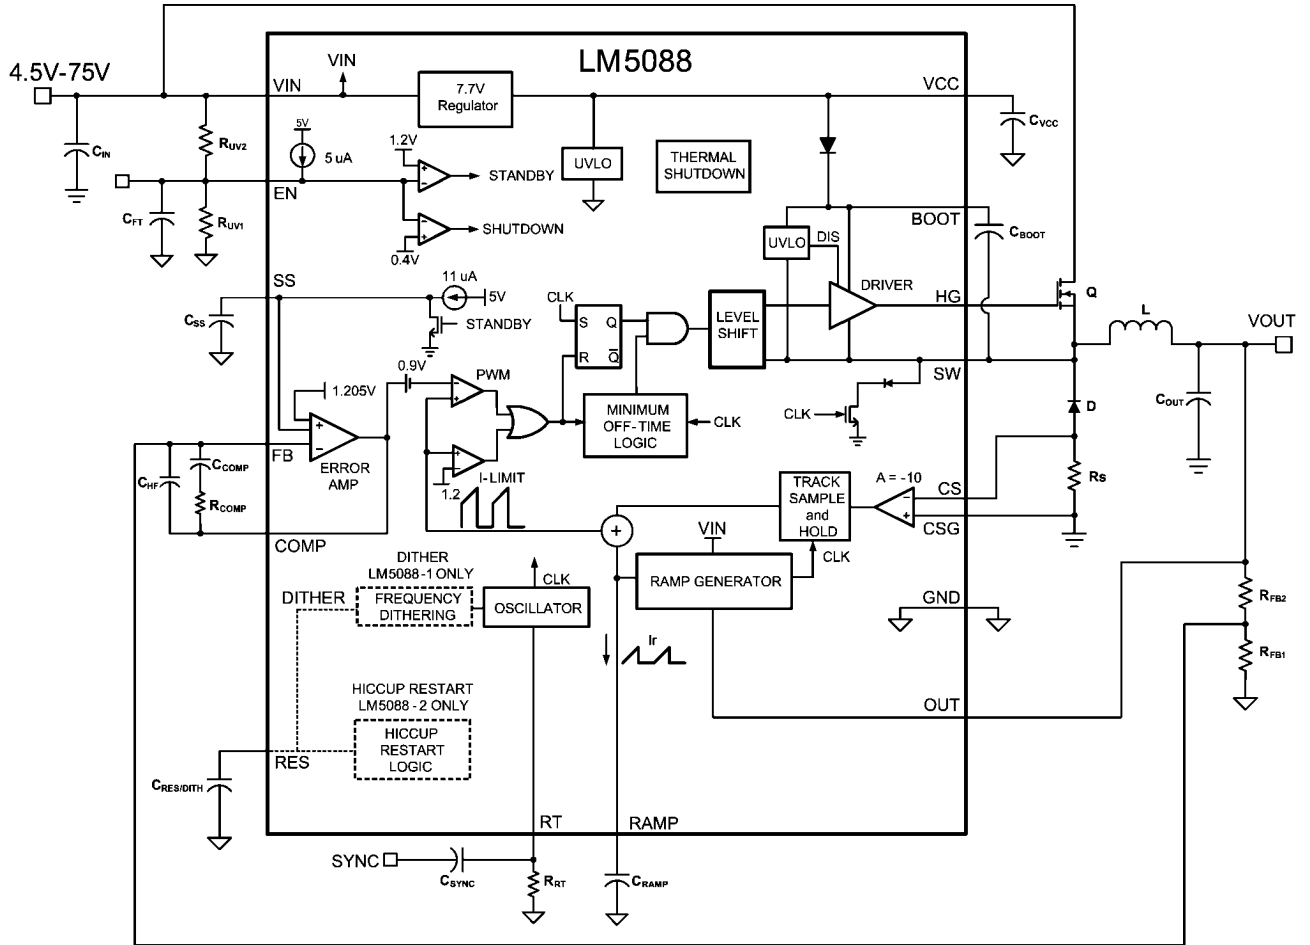 LM5088
4.5V-75V
VIN
VIN
7.7V
Regulator
VCC
CVCC
CIN
RUV2
5V
5 uA
1.2V
STANDBY
UVLO
THERMAL
SHUTDOWN
EN
CFT
RUV1
SHUTDOWN
0.4V
BOOT
CBOOT
UVLO
DIS
DRIVER
SS
11 uA
5V
STANDBY
CSS
CLK
S
Q
R
Q
LEVEL
SHIFT
HG
Q
L
VOUT
SW
0.9V
PWM
1.205V
MINIMUM
OFF-TIME
LOGIC
CLK
CLK
D
COUT
FB
ERROR
AMP
CHF
CCOMP
RCOMP
I-LIMIT
1.2
TRACK
SAMPLE
and
HOLD
A = -10
CS
CSG
RS
COMP
+
VIN
CLK
DITHER
LM5088-1 ONLY
CLK
RAMP GENERATOR
DITHER
FREQUENCY
DITHERING
OSCILLATOR
GND
RFB2
RFB1
Ir
HICCUP RESTART
LM5088-2 ONLY
HICCUP
RESTART
LOGIC
OUT
RES
CRES/DITH
RT
RAMP
SYNC
CSYNC
RRT
CRAMP